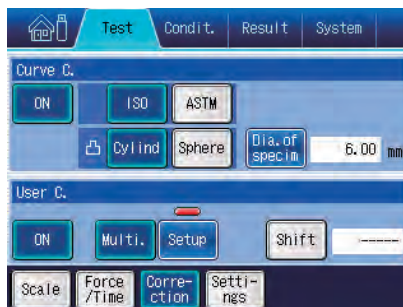 Test Condit. Result System
Curve C.
ON ISO ASTM
Cylind Sphere Dia.of specim 6.00 mm
User C.
ON Multi. Setup Shift -----
Scale Force /Time Corre- ction Setti- ngs